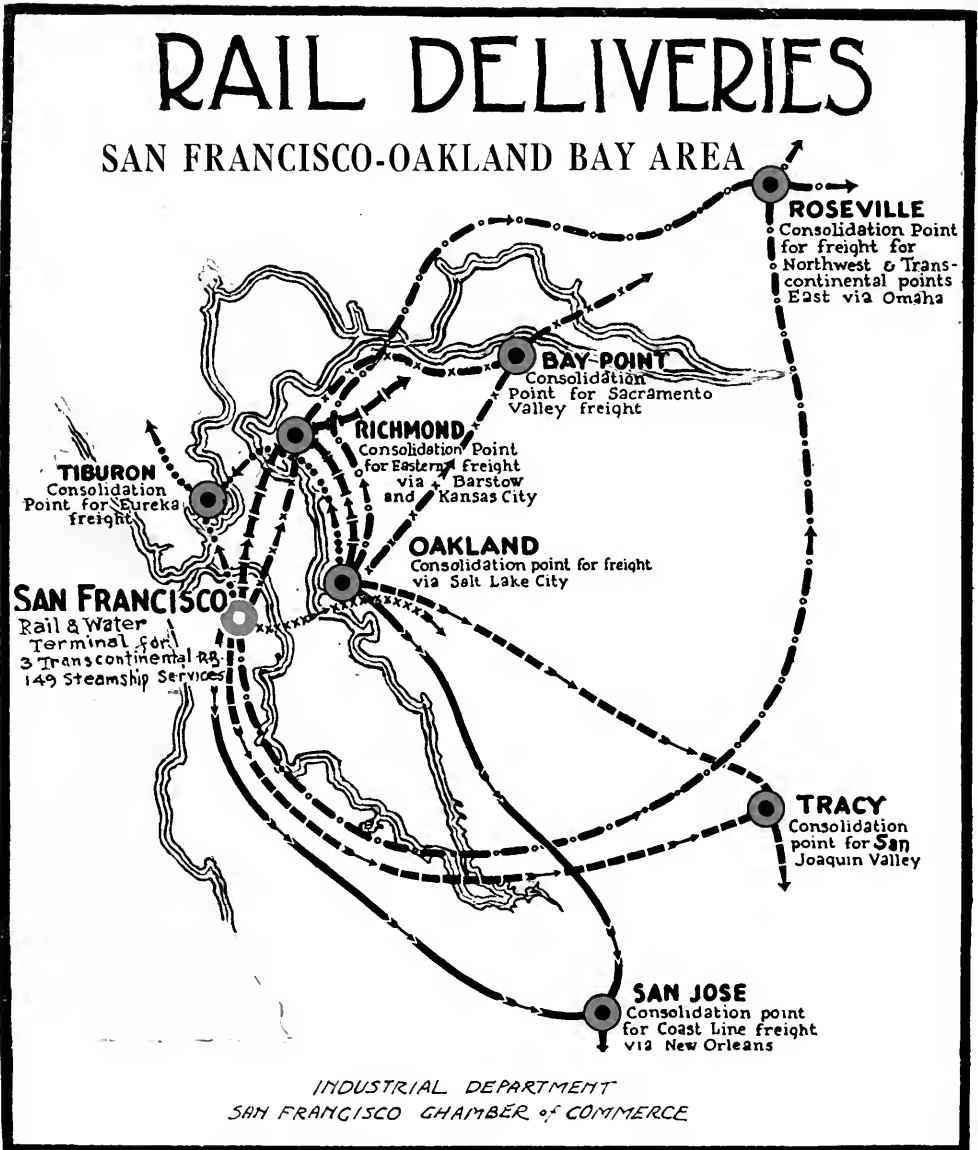 RAIL DELIVERIES
SAN FRANCISCO-OAKLAND BAY AREA
ROSEVILLE
Consolidation Point
for freight for
Northwest & Trans-
continental points
East via Omaha
BAY POINT
Consolidation
Point for Sacramento
Valley freight
RICHMOND
Consolidation Point
for Eastern freight
via Barstow
and Kansas City
TIBURON
Consolidation
Point for Eureka
freight
OAKLAND
Consolidation point for freight
via Salt Lake City
SAN FRANCISCO
Rail & Water
Terminal for
3 Transcontinental RR.
149 Steamship Services
TRACY
Consolidation
point for San
Joaquin Valley
SAN JOSE
Consolidation point
for Coast Line freight
via New Orleans
INDUSTRIAL DEPARTMENT
SAN FRANCISCO CHAMBER of COMMERCE